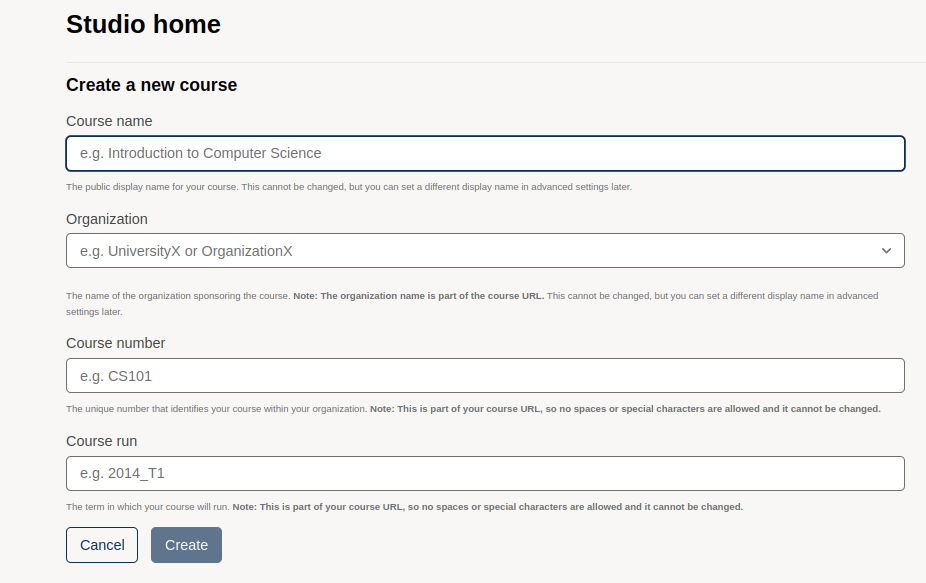 Studio home
Create a new course
Course name
e.g. Introduction to Computer Science
The public display name for your course. This cannot be changed, but you can set a different display name in advanced settings later.
Organization
e.g. UniversityX or OrganizationX
The name of the organization sponsoring the course. Note: The organization name is part of the course URL. This cannot be changed, but you can set a different display name in advanced
settings later.
Course number
e.g. CS101
The unique number that identifies your course within your organization. Note: This is part of your course URL, so no spaces or special characters are allowed and it cannot be changed.
Course run
e.g. 2014_T1
The term in which your course will run. Note: This is part of your course URL, so no spaces or special characters are allowed and it cannot be changed.
Cancel Create